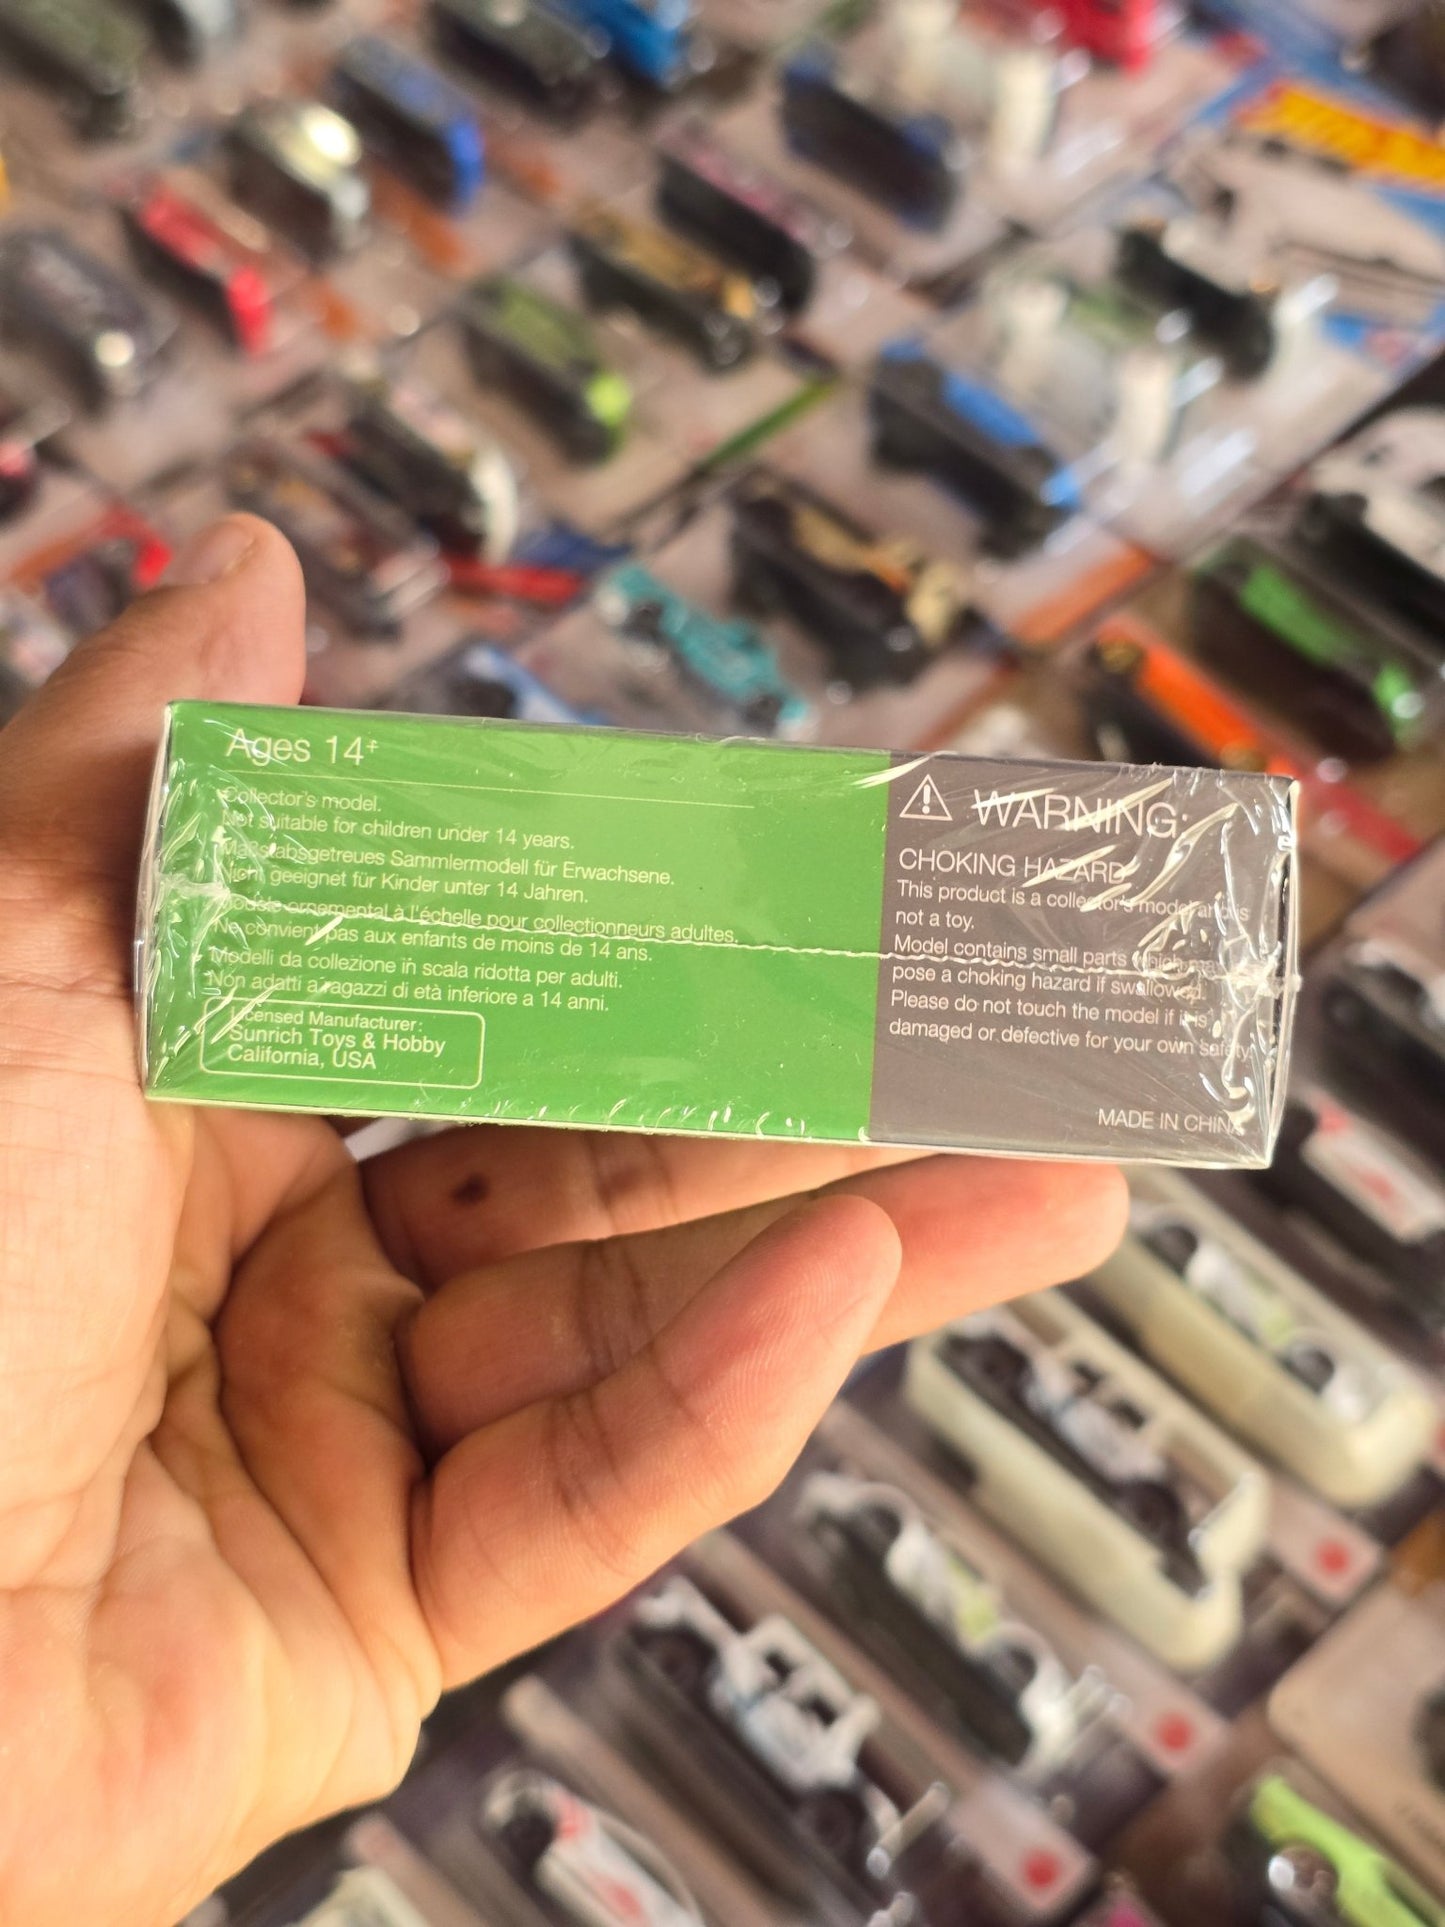 Ages 14+
Collector's model.
Not suitable for children under 14 years.
Maßstabsgetreues Sammlermodell für Erwachsene.
Nicht geeignet für Kinder unter 14 Jahren.
ornemental à l'échelle pour collectionneurs adultes.
Ne convient pas aux enfants de moins de 14 ans.
Modelli da collezione in scala ridotta per adulti.
Non adatti a ragazzi di età inferiore a 14 anni.
Licensed Manufacturer:
Sunrich Toys & Hobby
California, USA
WARNING:
CHOKING HAZARD
This product is a collector's model and is
not a toy.
Model contains small parts which may
pose a choking hazard if swallowed.
Please do not touch the model if it is
damaged or defective for your own safety.
MADE IN CHINA